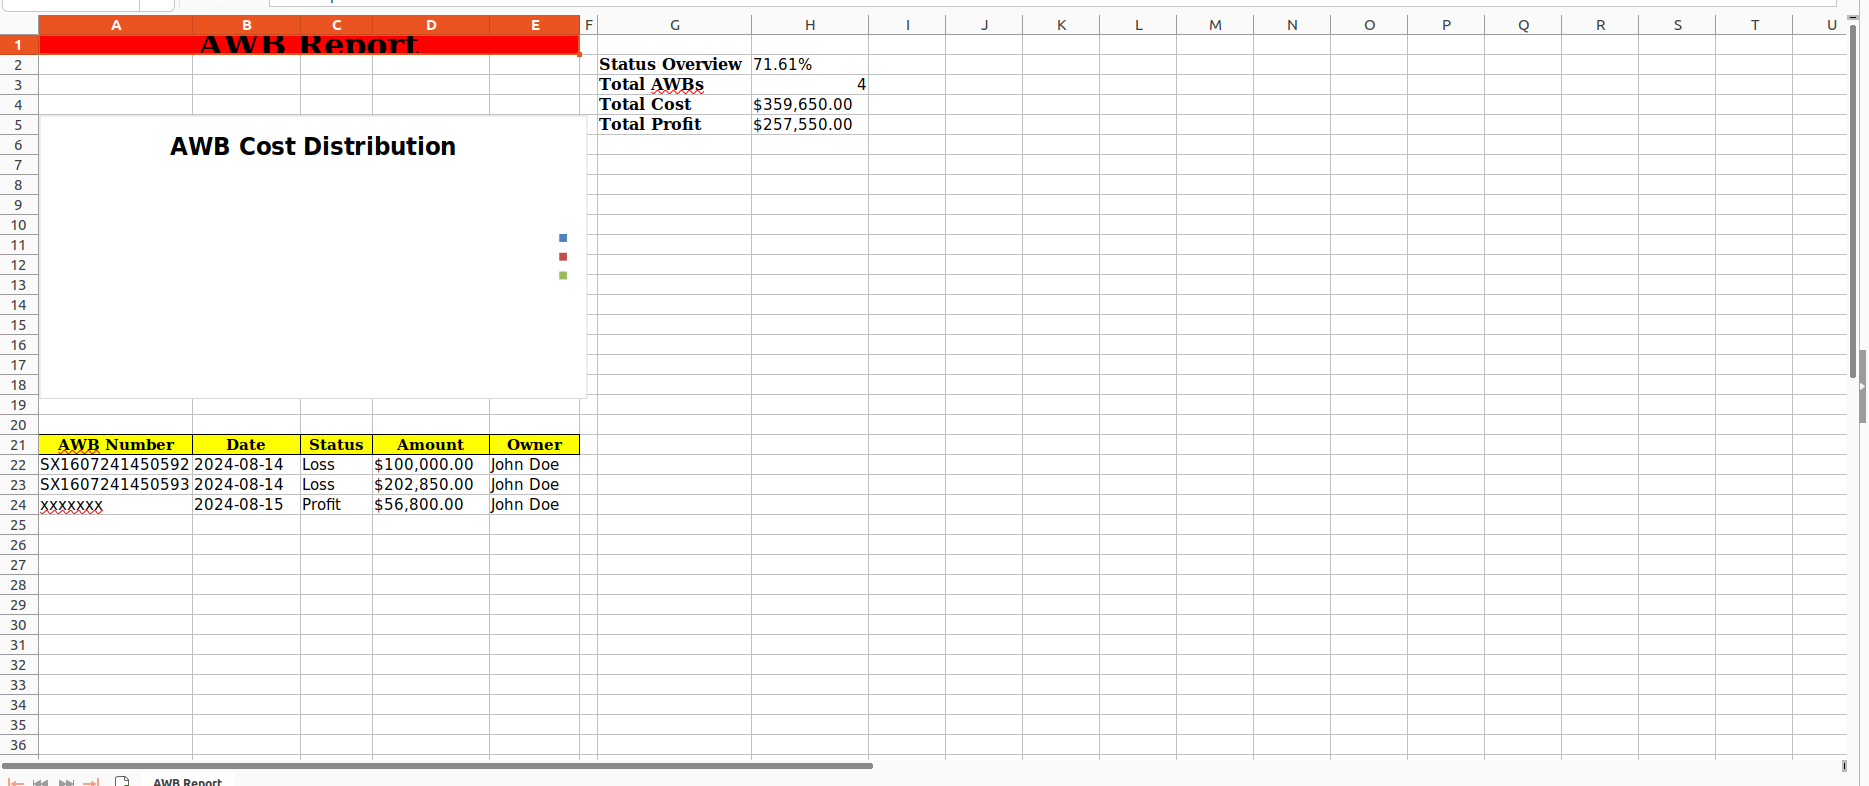 A B C D E F G H I J K L M N O P Q R S T U
1 AWB Report
2 Status Overview 71.61%
3 Total AWBs 4
4 Total Cost $359,650.00
5 Total Profit $257,550.00
6 AWB Cost Distribution
7
8
9
10
11
12
13
14
15
16
17
18
19
20
21 AWB Number Date Status Amount Owner
22 SX1607241450592 2024-08-14 Loss $100,000.00 John Doe
23 SX1607241450593 2024-08-14 Loss $202,850.00 John Doe
24 xxxxxxx 2024-08-15 Profit $56,800.00 John Doe
25
26
27
28
29
30
31
32
33
34
35
36
AWB Report